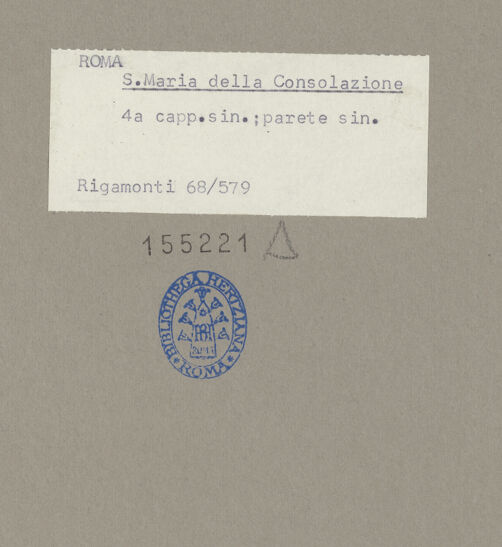 ROMA
S.Maria della Consolazione
4a capp.sin.;parete sin.
Rigamonti 68/579
155221
BIBLIOTHECA HERTZIANA
ROMA